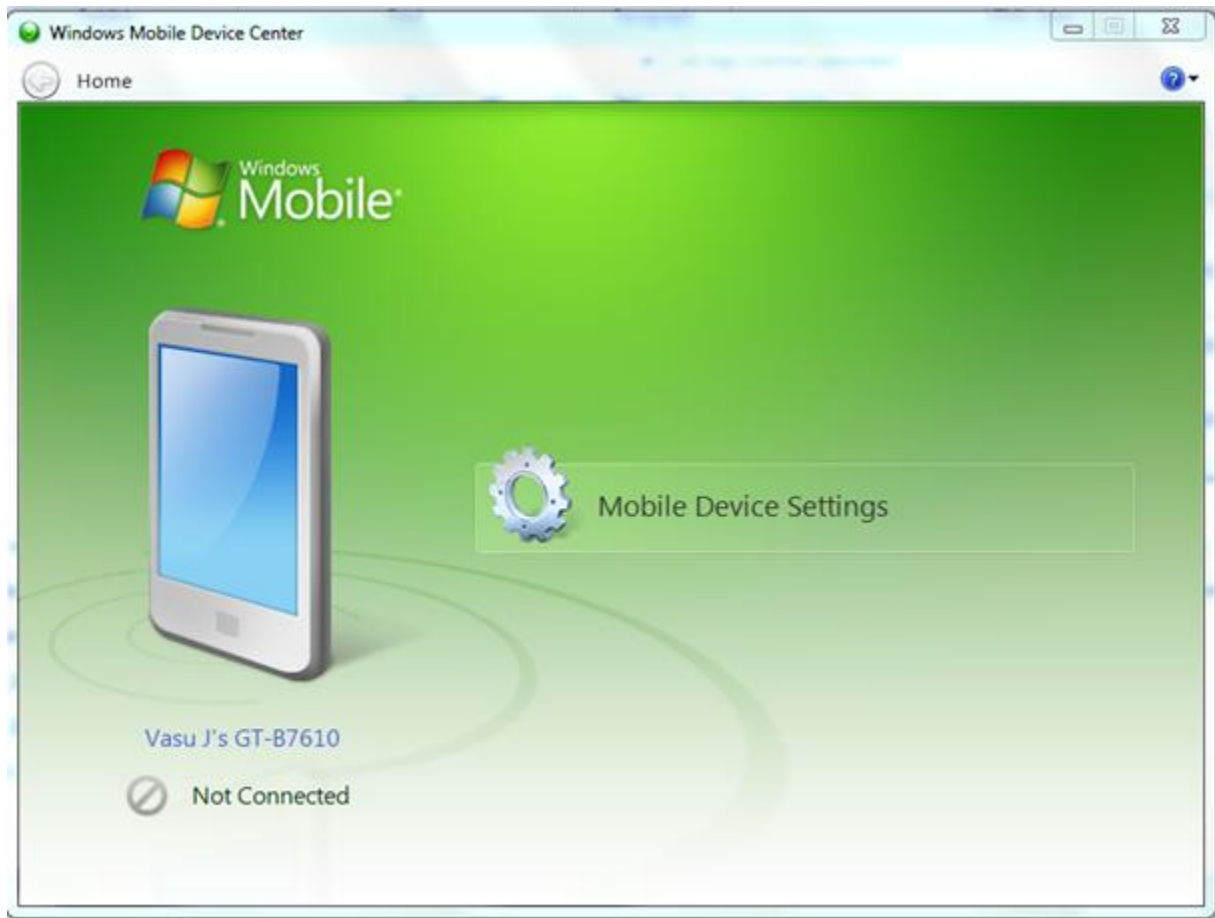 Windows Mobile Device Center
Home
Windows
Mobile
Mobile Device Settings
Vasu J's GT-B7610
Not Connected